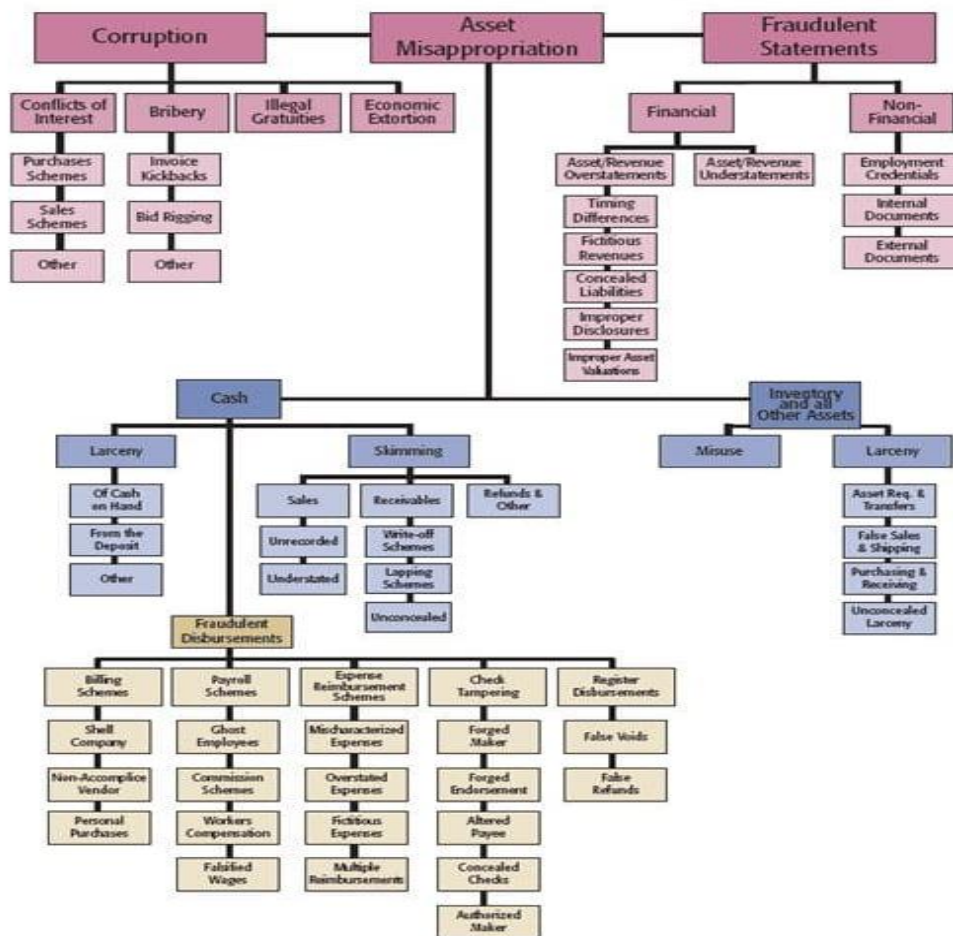 Corruption
Asset
Misappropriation
Fraudulent
Statements
Conflicts of
Interest
Bribery
Illegal
Gratuities
Economic
Extortion
Financial
Non-
Financial
Purchases
Schemes
Invoice
Kickbacks
Asset/Revenue
Overstatements
Asset/Revenue
Understatements
Employment
Credentials
Sales
Schemes
Bid Rigging
Timing
Differences
Internal
Documents
Other
Other
Fictitious
Revenues
External
Documents
Concealed
Liabilities
Improper
Disclosures
Improper Asset
Valuations
Cash
Inventory
and all
Other Assets
Larceny
Skimming
Misuse
Larceny
Of Cash
on Hand
Sales
Receivables
Refunds &
Other
Asset Req. &
Transfers
From the
Deposit
Unrecorded
Write-off
Schemes
False Sales
& Shipping
Other
Understated
Lapping
Schemes
Purchasing &
Receiving
Unconcealed
Unconcealed
Larceny
Fraudulent
Disbursements
Billing
Schemes
Payroll
Schemes
Expense
Reimbursement
Schemes
Check
Tampering
Register
Disbursements
Shell
Company
Ghost
Employees
Mischaracterized
Expenses
Forged
Maker
False Voids
Non-Accomplice
Vendor
Commission
Schemes
Overstated
Expenses
Forged
Endorsement
False
Refunds
Personal
Purchases
Workers
Compensation
Fictitious
Expenses
Altered
Payee
Falsified
Wages
Multiple
Reimbursements
Concealed
Checks
Authorized
Maker